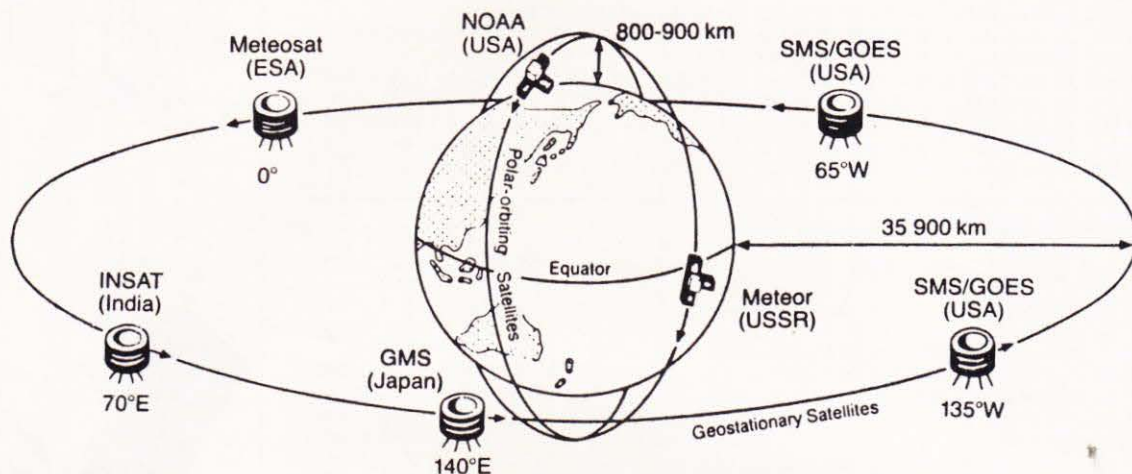 NOAA
(USA)
800-900 km
Meteosat
(ESA)
SMS/GOES
(USA)
0°
65°W
Polar-orbiting
Satellites
35 900 km
Equator
INSAT
(India)
Meteor
(USSR)
SMS/GOES
(USA)
GMS
(Japan)
70°E
135°W
Geostationary Satellites
140°E